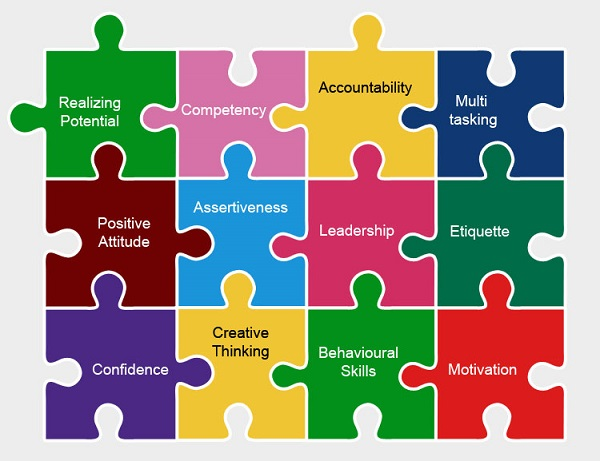 Realizing
Potential
Competency
Accountability
Multi
tasking
Positive
Attitude
Assertiveness
Leadership
Etiquette
Confidence
Creative
Thinking
Behavioural
Skills
Motivation